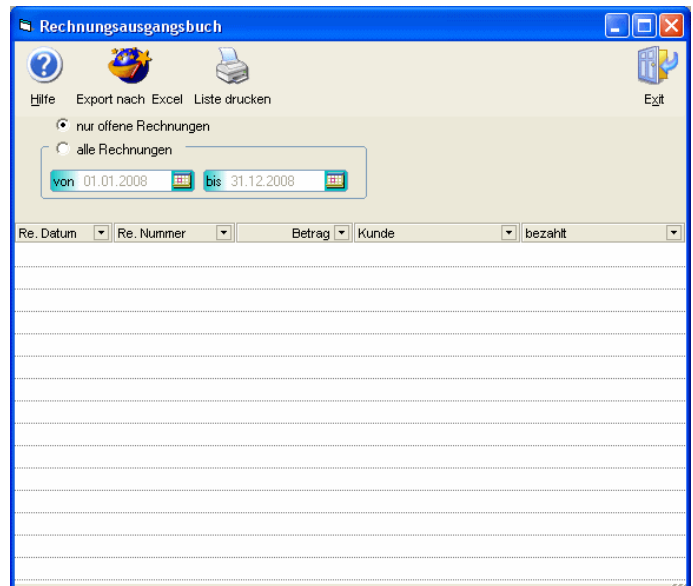 Rechnungsausgangsbuch
Hilfe Export nach Excel Liste drucken Exit
nur offene Rechnungen
alle Rechnungen
von 01.01.2008 bis 31.12.2008
Re. Datum Re. Nummer Betrag Kunde bezahlt